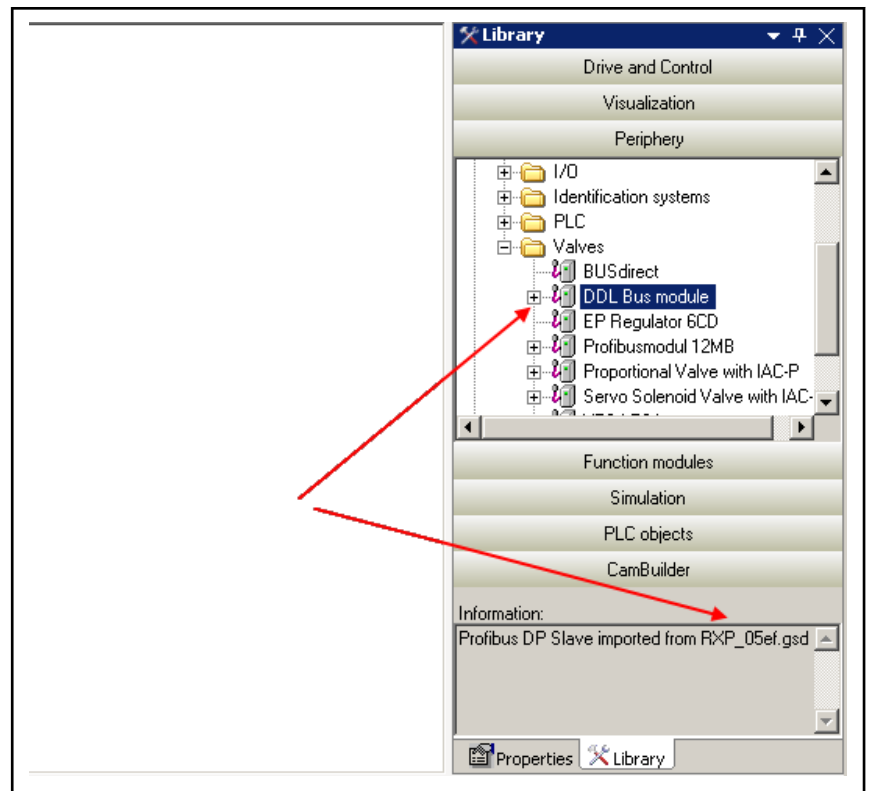 Library
Drive and Control
Visualization
Periphery
I/O
Identification systems
PLC
Valves
BUSdirect
DDL Bus module
EP Regulator 6CD
Profibusmodul 12MB
Proportional Valve with IAC-P
Servo Solenoid Valve with IAC-
Function modules
Simulation
PLC objects
CamBuilder
Information:
Profibus DP Slave imported from RXP_05ef.gsd
Properties Library